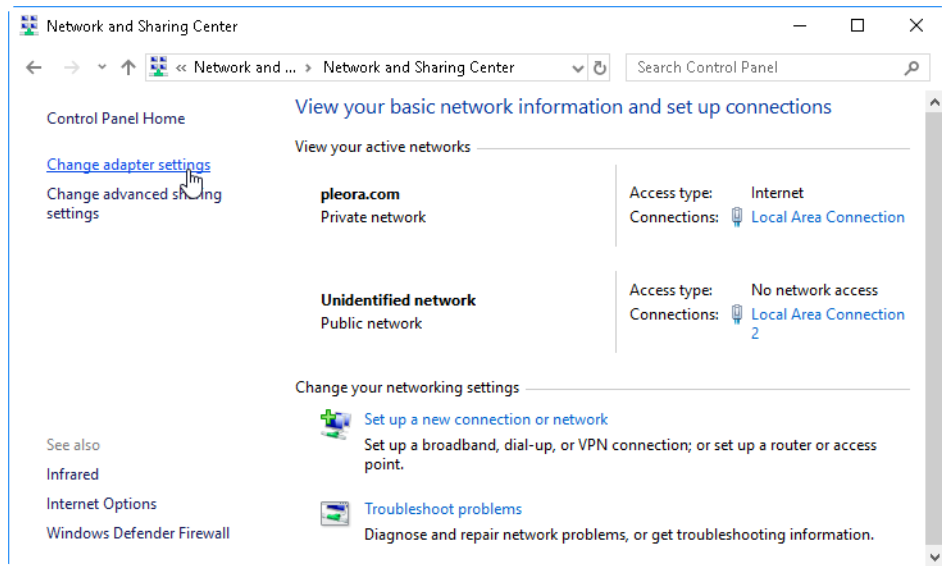 Network and Sharing Center
« Network and ... › Network and Sharing Center
Search Control Panel
Control Panel Home
Change adapter settings
Change advanced sharing
settings
See also
Infrared
Internet Options
Windows Defender Firewall
View your basic network information and set up connections
View your active networks
pleora.com
Private network
Access type: Internet
Connections: Local Area Connection
Unidentified network
Public network
Access type: No network access
Connections: Local Area Connection
2
Change your networking settings
Set up a new connection or network
Set up a broadband, dial-up, or VPN connection; or set up a router or access
point.
Troubleshoot problems
Diagnose and repair network problems, or get troubleshooting information.